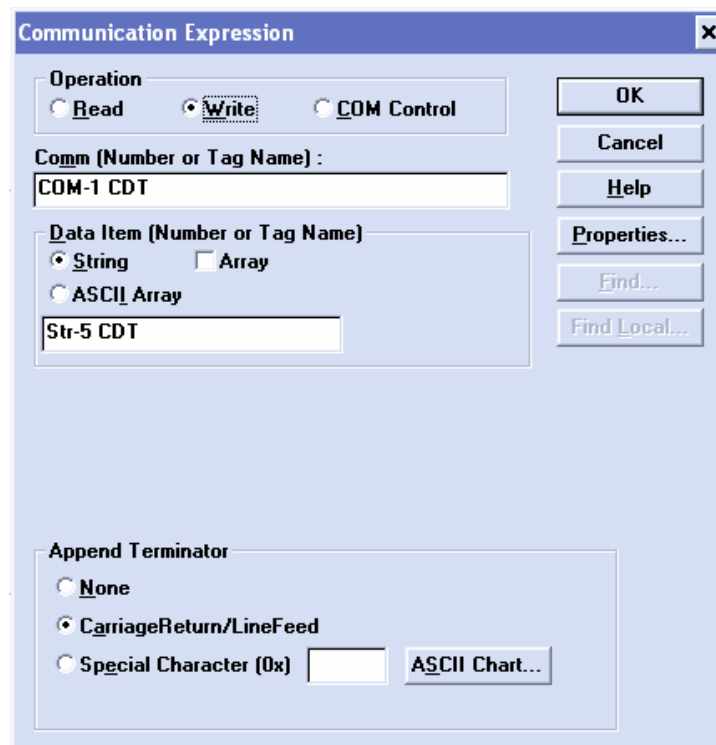 Communication Expression
Operation
Read Write COM Control
OK
Cancel
Comm (Number or Tag Name) :
COM-1 CDT
Help
Data Item (Number or Tag Name)
Properties...
String Array
ASCII Array
Find...
Str-5 CDT
Find Local...
Append Terminator
None
CarriageReturn/LineFeed
Special Character (0x) ASCII Chart...